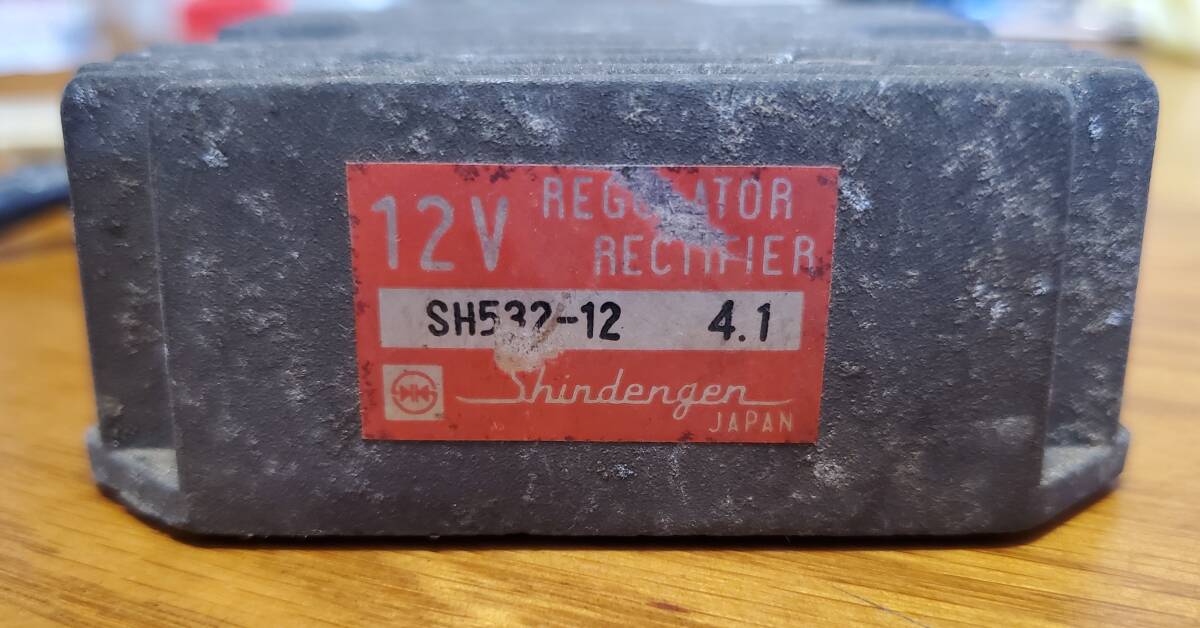 12V REGULATOR
RECTIFIER
SH532-12 4.1
Shindengen
JAPAN